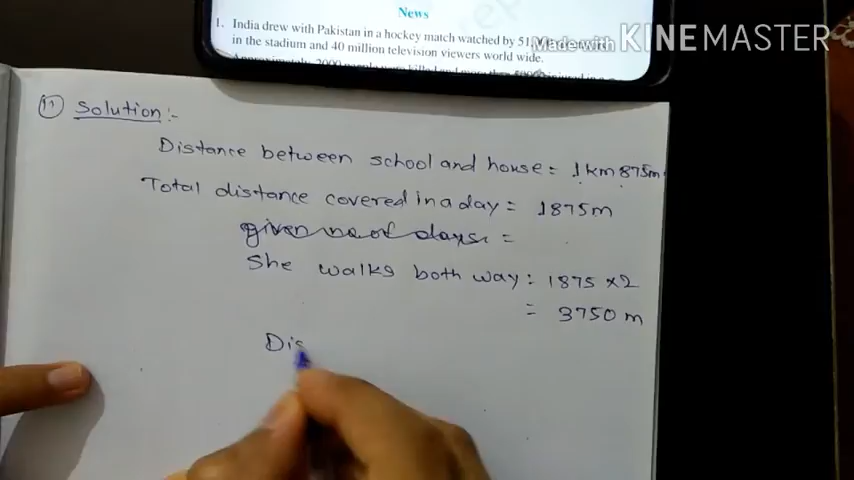 News
1. India drew with Pakistan in a hockey match watched by 51,
in the stadium and 40 million television viewers world wide.
Made with KINEMASTER
11 Solution:-
Distance between school and house = 1km 875m.
Total distance covered in a day = 1875m
given no of days =
She walks both way = 1875 ×2
= 3750 m
Dis